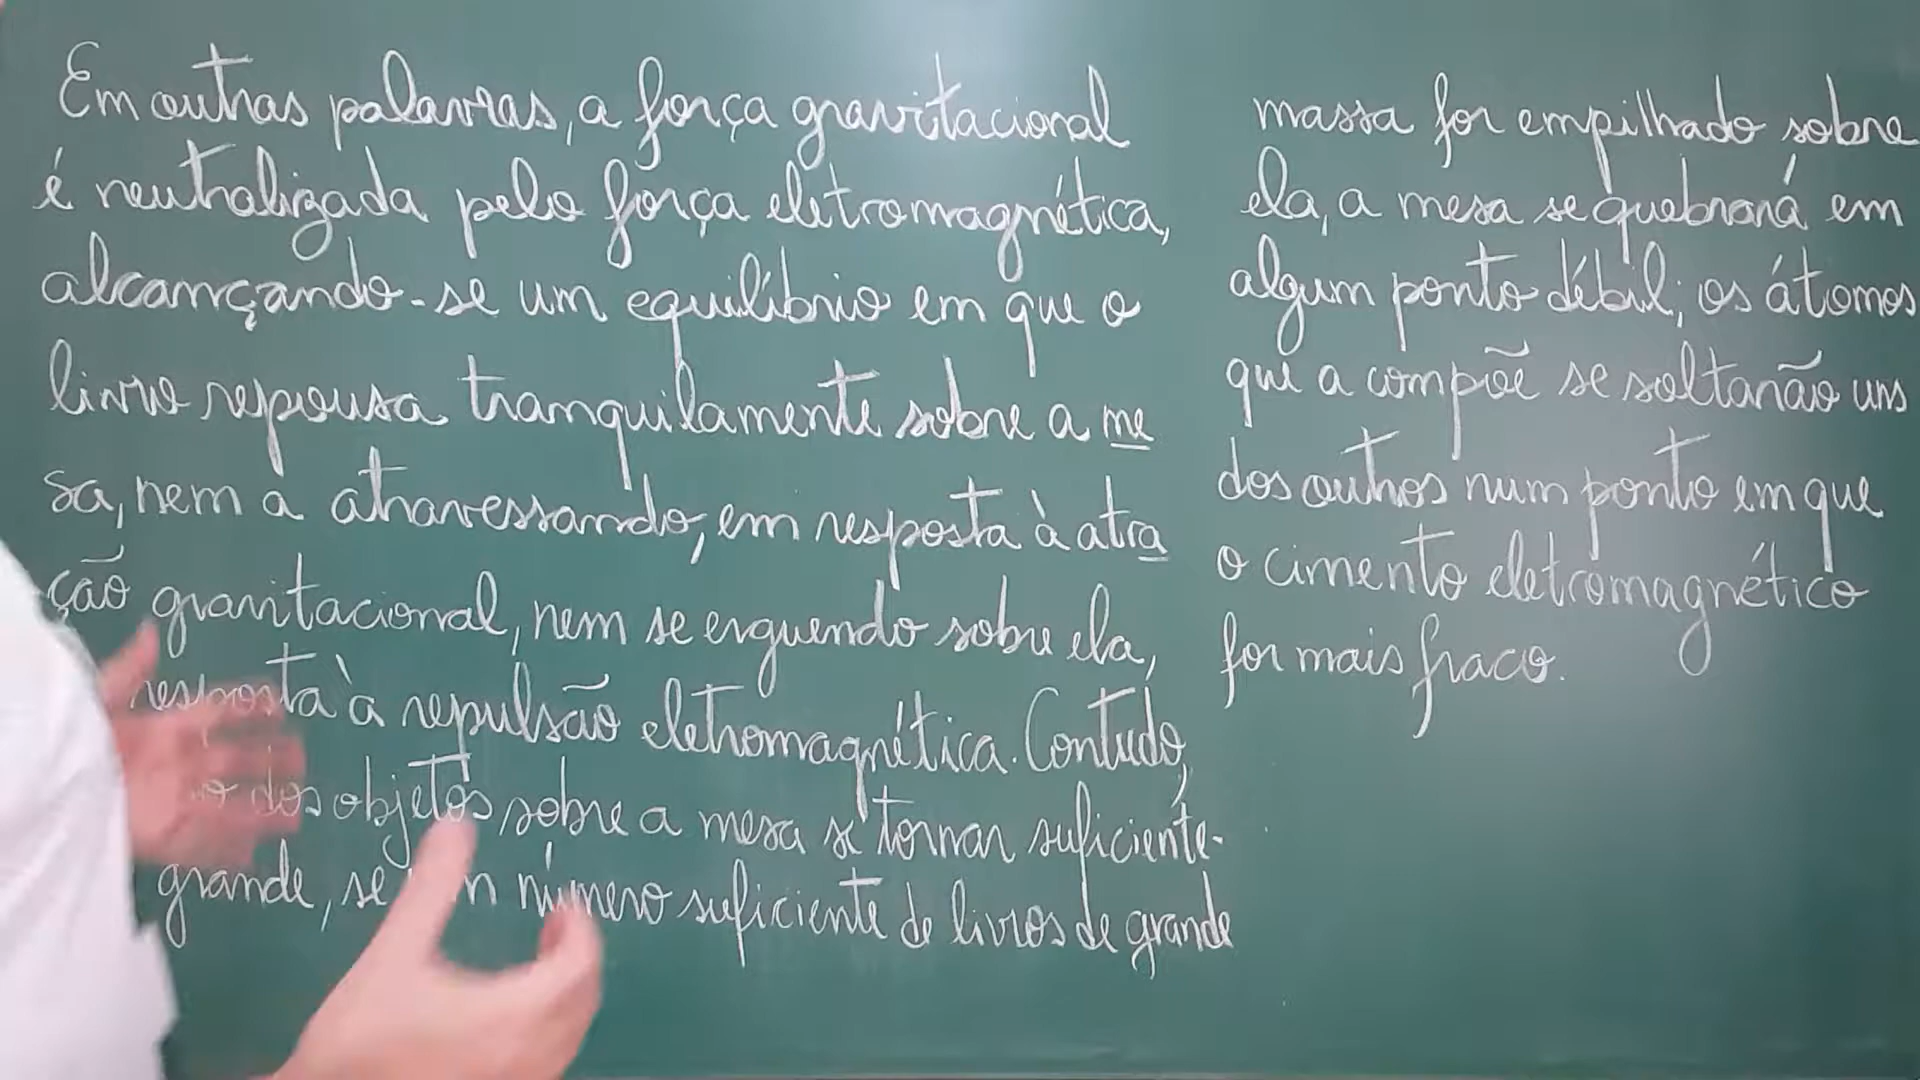 Em outras palavras, a força gravitacional
é neutralizada pela força eletromagnética,
alcançando-se um equilíbrio em que o
livro repousa tranquilamente sobre a me
sa, nem a atravessando, em resposta à atra
ção gravitacional, nem se erguendo sobre ela,
resposta à repulsão eletromagnética. Contudo,
dos objetos sobre a mesa se tornar suficiente-
grande, se número suficiente de livros de grande
massa for empilhado sobre
ela, a mesa se quebrará em
algum ponto débil; os átomos
que a compõe se soltarão uns
dos outros num ponto em que
o cimento eletromagnético
for mais fraco.